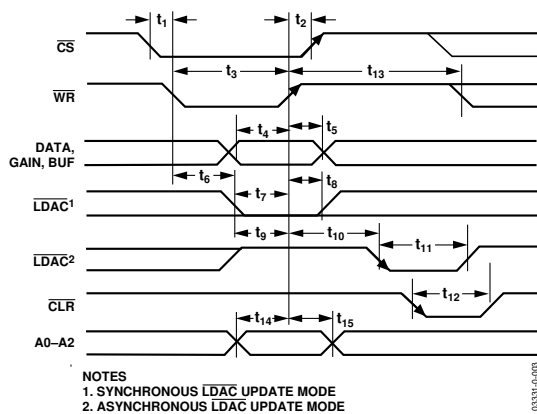 t1
t2
CS
t3
t13
WR
t4
t5
DATA,
GAIN, BUF
t6
t7
t8
LDAC1
t9
t10
t11
LDAC2
t12
CLR
t14
t15
A0–A2
NOTES
1. SYNCHRONOUS LDAC UPDATE MODE
2. ASYNCHRONOUS LDAC UPDATE MODE
03331-0-003